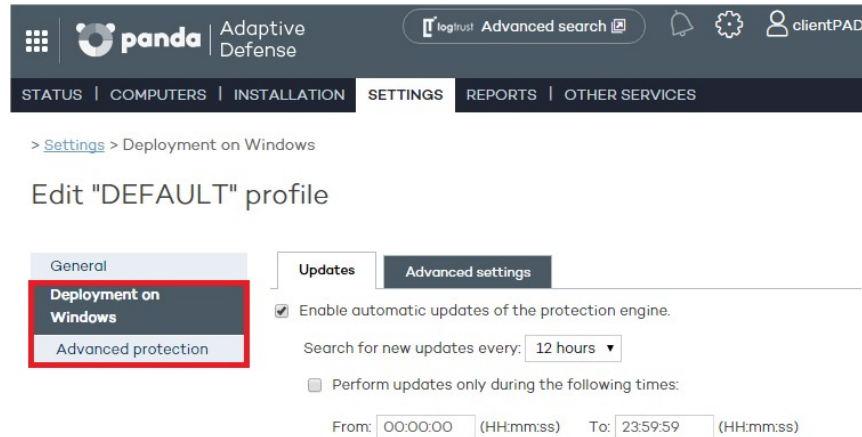 panda Adaptive Defense
logtrust Advanced search
clientPAD
STATUS | COMPUTERS | INSTALLATION SETTINGS REPORTS | OTHER SERVICES
> Settings > Deployment on Windows
Edit "DEFAULT" profile
General
Deployment on
Windows
Advanced protection
Updates
Advanced settings
Enable automatic updates of the protection engine.
Search for new updates every: 12 hours
Perform updates only during the following times:
From: 00:00:00 (HH:mm:ss) To: 23:59:59 (HH:mm:ss)